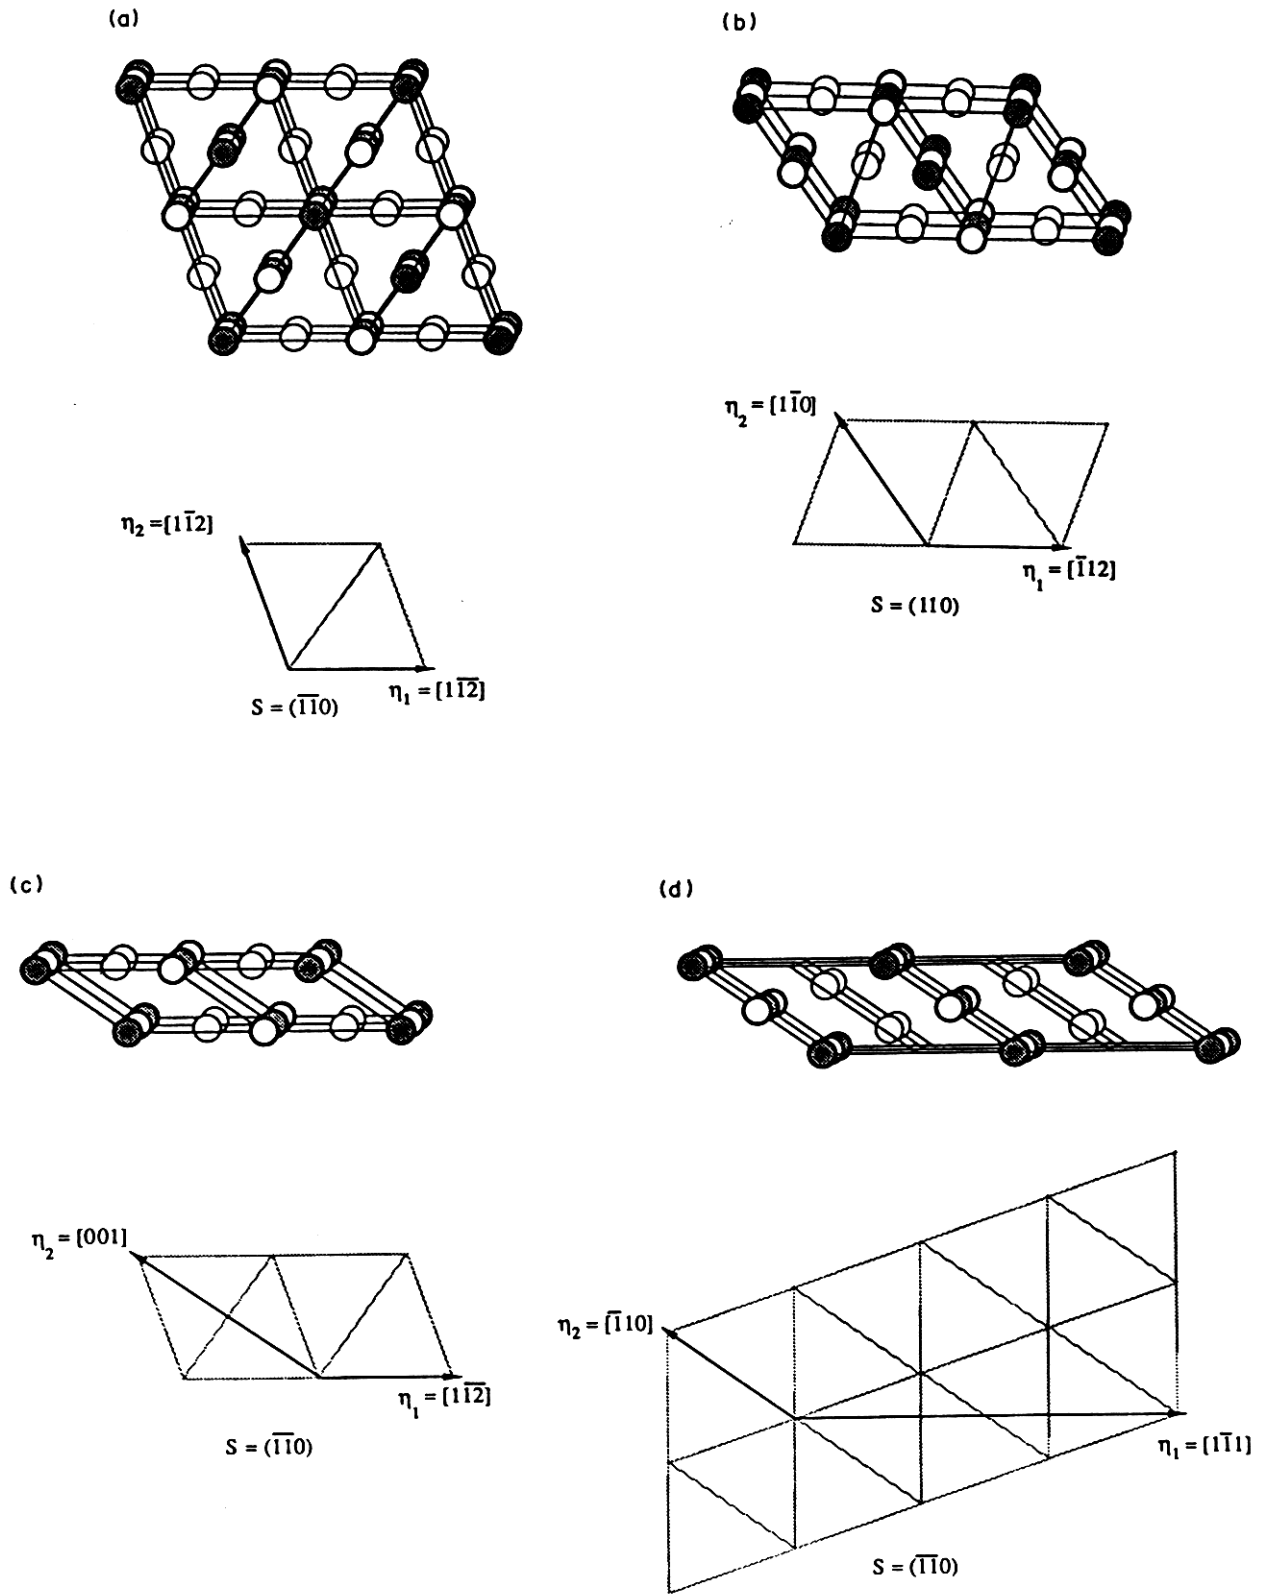 (a)
(b)
η₂ = [11̅0]
η₂ = [11̅2]
η₁ = [1̅12]
S = (110)
η₁ = [11̅2̅]
S = (1̅1̅0)
(c)
(d)
η₂ = [001]
η₂ = [1̅10]
η₁ = [11̅2̅]
η₁ = [11̅1]
S = (1̅1̅0)
S = (1̅1̅0)